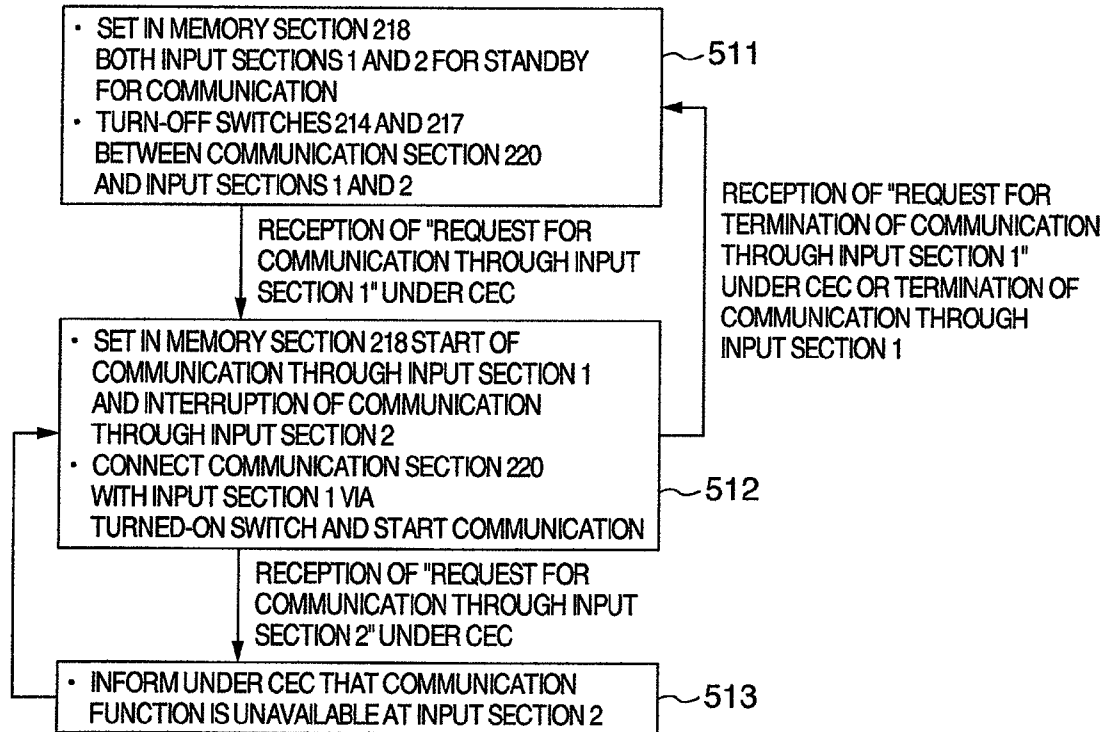 • SET IN MEMORY SECTION 218
BOTH INPUT SECTIONS 1 AND 2 FOR STANDBY
FOR COMMUNICATION
• TURN-OFF SWITCHES 214 AND 217
BETWEEN COMMUNICATION SECTION 220
AND INPUT SECTIONS 1 AND 2
511
RECEPTION OF "REQUEST FOR
COMMUNICATION THROUGH INPUT
SECTION 1" UNDER CEC
RECEPTION OF "REQUEST FOR
TERMINATION OF COMMUNICATION
THROUGH INPUT SECTION 1"
UNDER CEC OR TERMINATION OF
COMMUNICATION THROUGH
INPUT SECTION 1
• SET IN MEMORY SECTION 218 START OF
COMMUNICATION THROUGH INPUT SECTION 1
AND INTERRUPTION OF COMMUNICATION
THROUGH INPUT SECTION 2
• CONNECT COMMUNICATION SECTION 220
WITH INPUT SECTION 1 VIA
TURNED-ON SWITCH AND START COMMUNICATION
512
RECEPTION OF "REQUEST FOR
COMMUNICATION THROUGH INPUT
SECTION 2" UNDER CEC
• INFORM UNDER CEC THAT COMMUNICATION
FUNCTION IS UNAVAILABLE AT INPUT SECTION 2
513